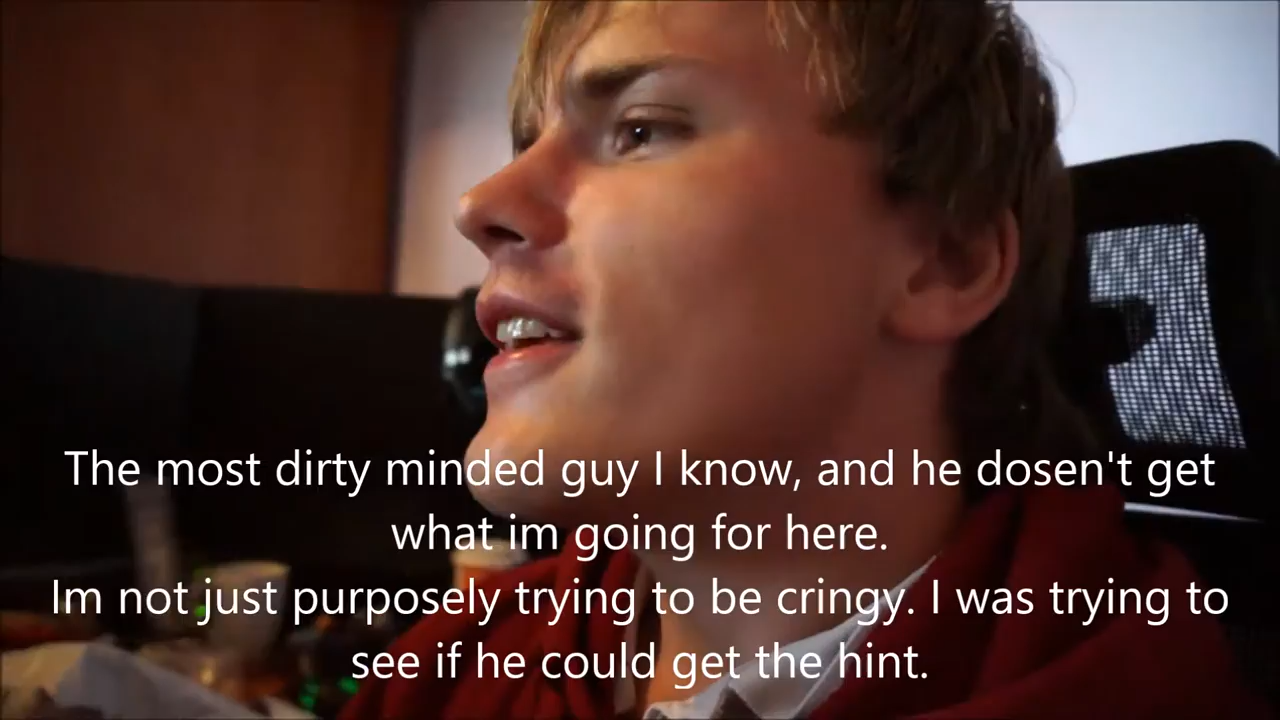 The most dirty minded guy I know, and he dosen't get
what im going for here.
Im not just purposely trying to be cringy. I was trying to
see if he could get the hint.